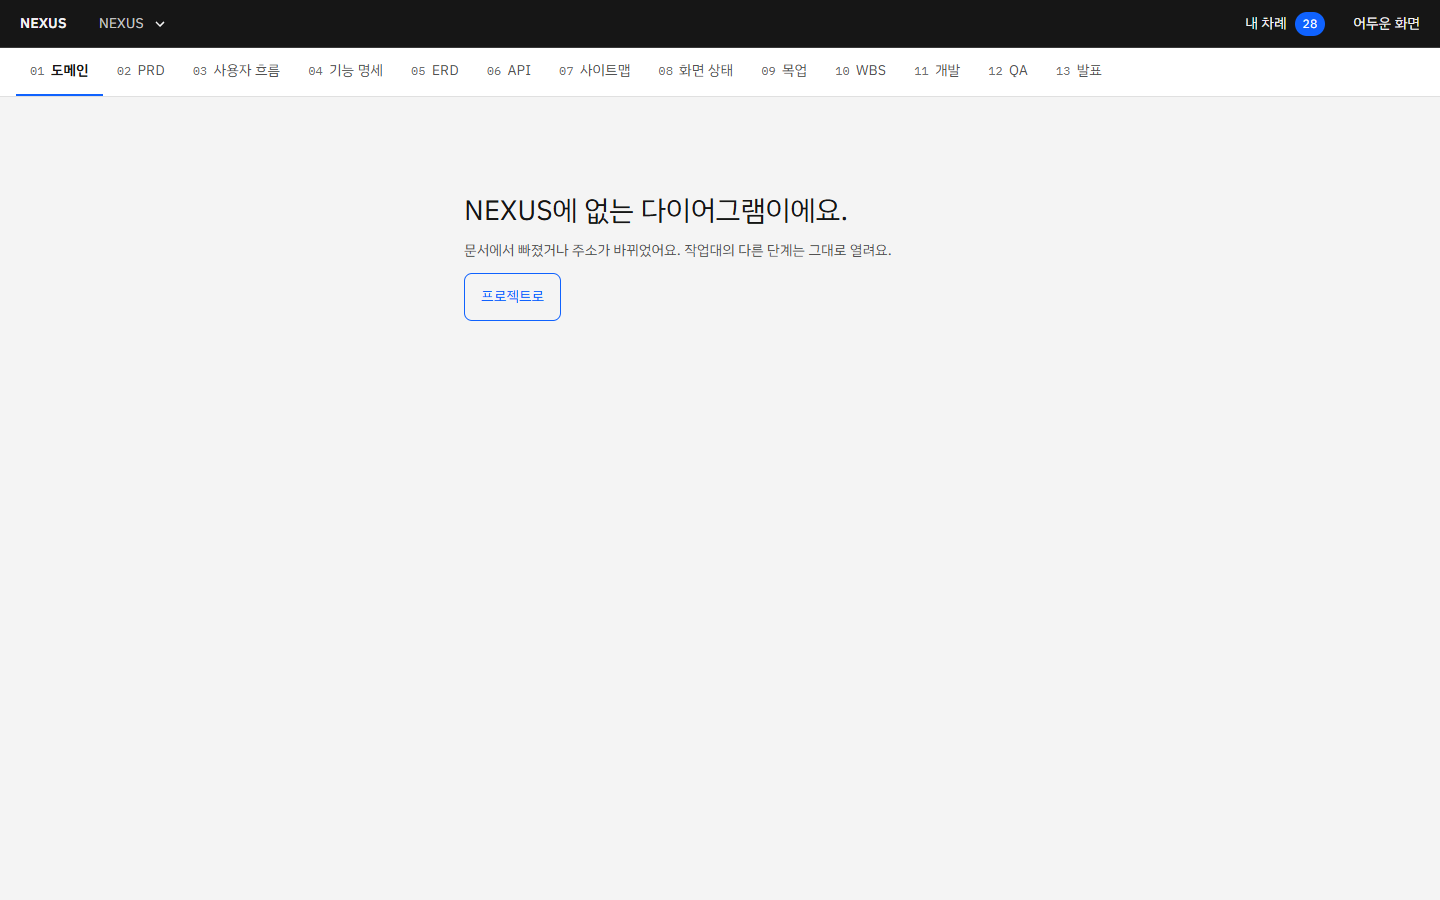 NEXUS NEXUS 내 차례 28 어두운 화면
01 도메인 02 PRD 03 사용자 흐름 04 기능 명세 05 ERD 06 API 07 사이트맵 08 화면 상태 09 목업 10 WBS 11 개발 12 QA 13 발표
NEXUS에 없는 다이어그램이에요.
문서에서 빠졌거나 주소가 바뀌었어요. 작업대의 다른 단계는 그대로 열려요.
프로젝트로